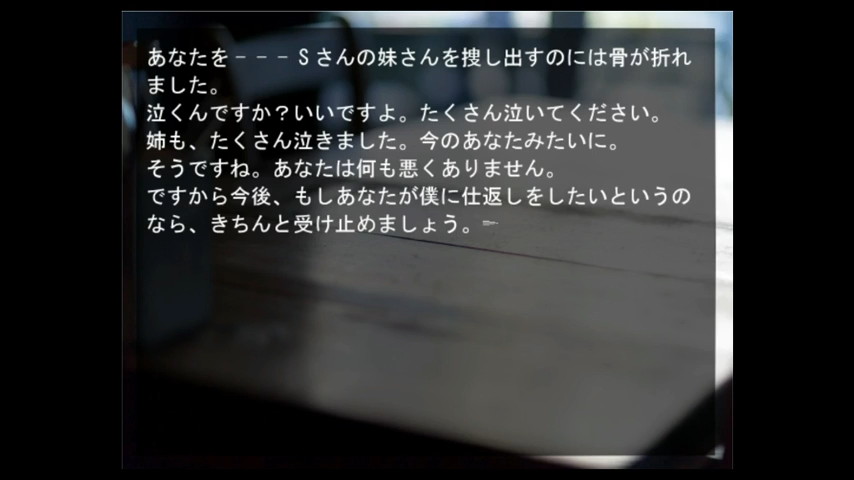 あなたを－－－Ｓさんの妹さんを捜し出すのには骨が折れ
ました。
泣くんですか？いいですよ。たくさん泣いてください。
姉も、たくさん泣きました。今のあなたみたいに。
そうですね。あなたは何も悪くありません。
ですから今後、もしあなたが僕に仕返しをしたいというの
なら、きちんと受け止めましょう。